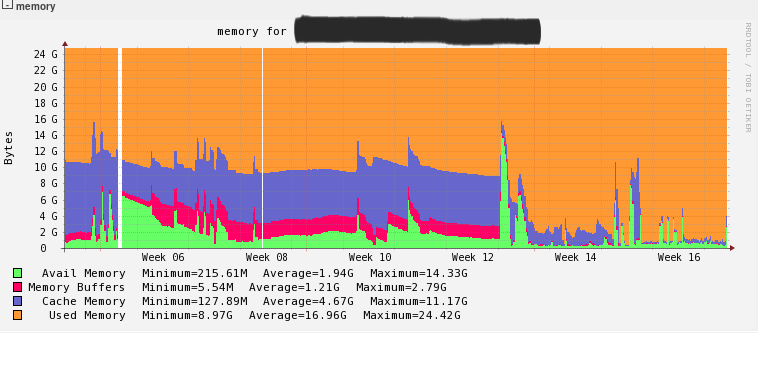 - memory
memory for
RRDTOOL / TOBI OETIKER
Bytes
24 G
22 G
20 G
18 G
16 G
14 G
12 G
10 G
8 G
6 G
4 G
2 G
0
Week 06 Week 08 Week 10 Week 12 Week 14 Week 16
Avail Memory Minimum=215.61M Average=1.94G Maximum=14.33G
Memory Buffers Minimum=5.54M Average=1.21G Maximum=2.79G
Cache Memory Minimum=127.89M Average=4.67G Maximum=11.17G
Used Memory Minimum=8.97G Average=16.96G Maximum=24.42G